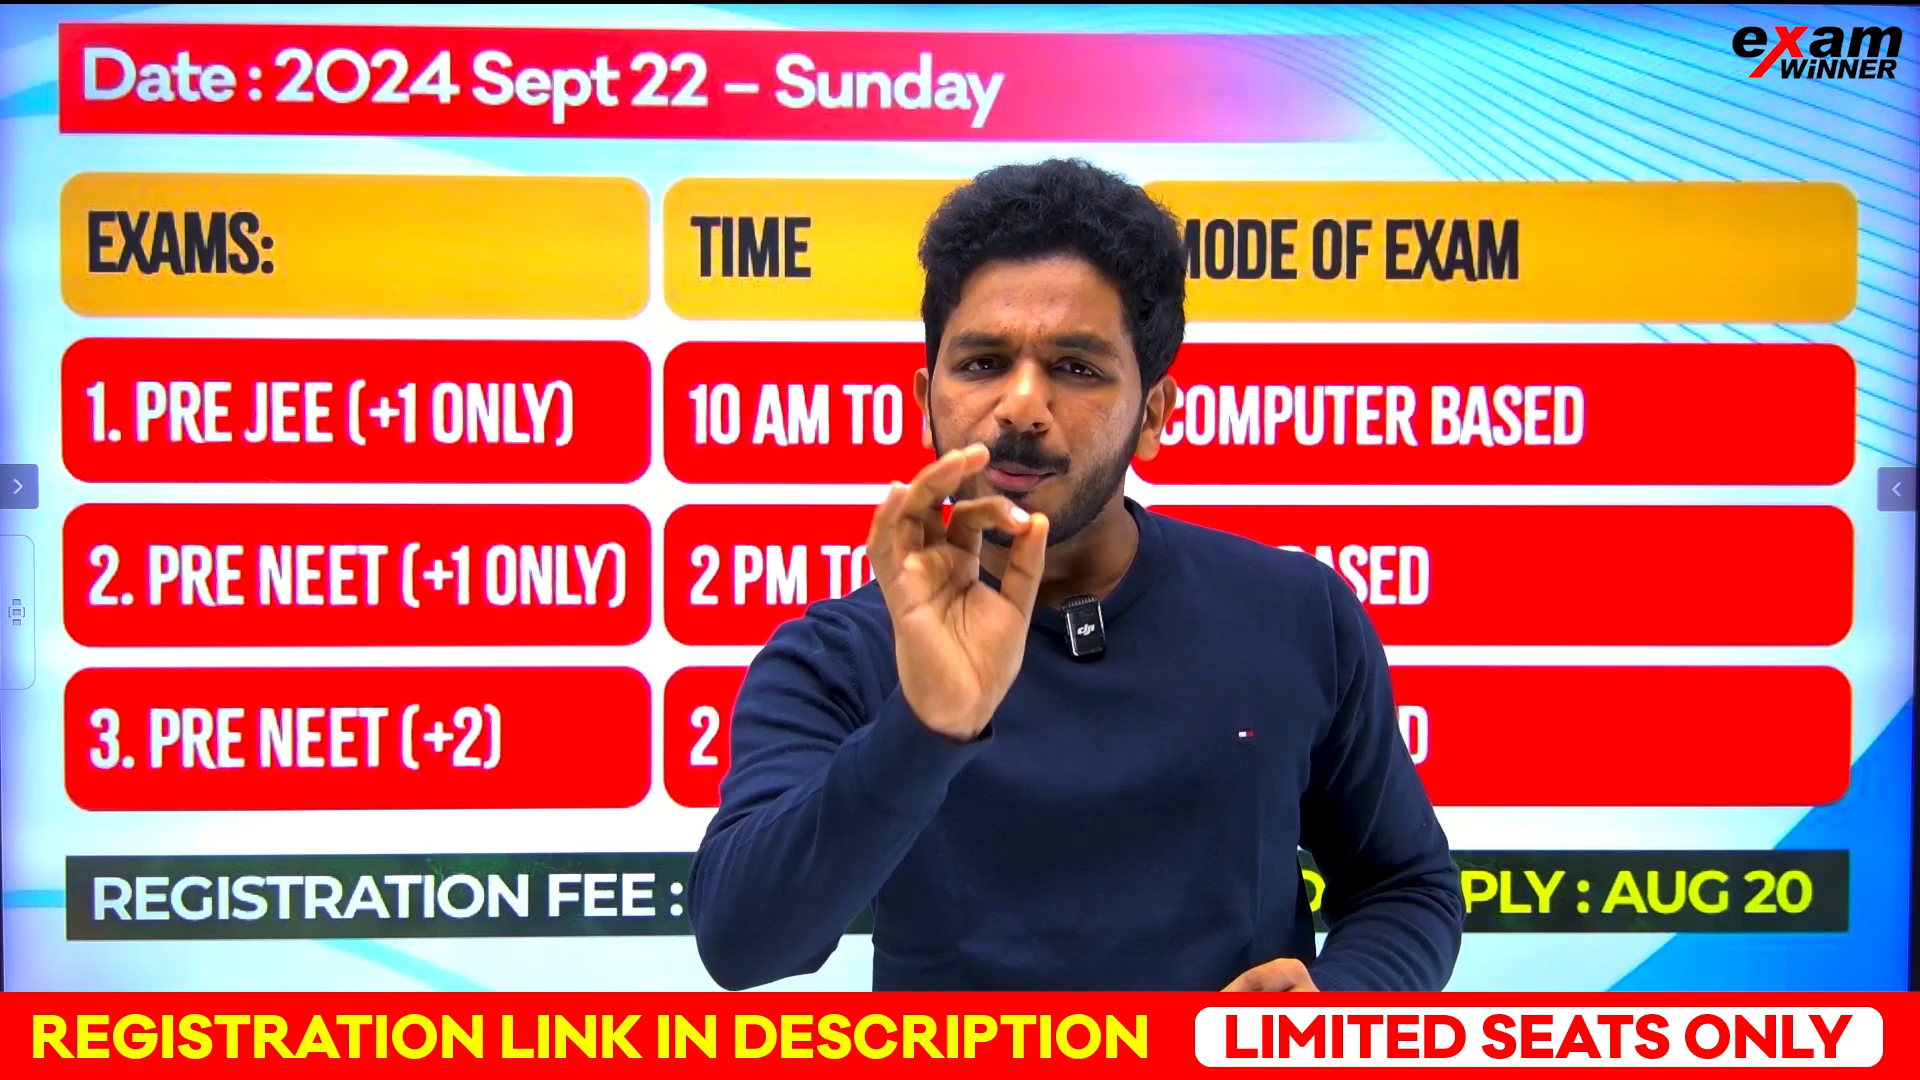 exam
WiNNER
Date : 2024 Sept 22 – Sunday
EXAMS:
TIME
MODE OF EXAM
1. PRE JEE (+1 ONLY)
10 AM TO
COMPUTER BASED
2. PRE NEET (+1 ONLY)
2 PM TO
3. PRE NEET (+2)
2
REGISTRATION FEE :
: AUG 20
dji
REGISTRATION LINK IN DESCRIPTION
LIMITED SEATS ONLY